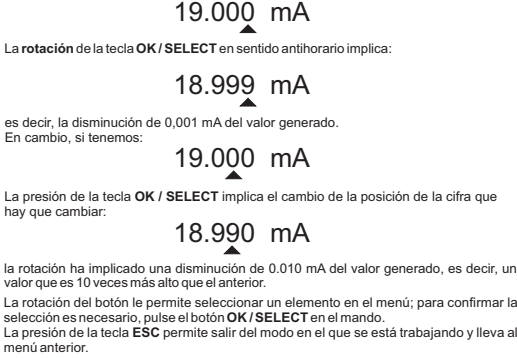 19.000 mA
La rotación de la tecla OK / SELECT en sentido antihorario implica:
18.999 mA
es decir, la disminución de 0,001 mA del valor generado.
En cambio, si tenemos:
19.000 mA
La presión de la tecla OK / SELECT implica el cambio de la posición de la cifra que
hay que cambiar:
18.990 mA
la rotación ha implicado una disminución de 0.010 mA del valor generado, es decir, un
valor que es 10 veces más alto que el anterior.
La rotación del botón le permite seleccionar un elemento en el menú; para confirmar la
selección es necesario, pulse el botón OK / SELECT en el mando.
La presión de la tecla ESC permite salir del modo en el que se está trabajando y lleva al
menú anterior.